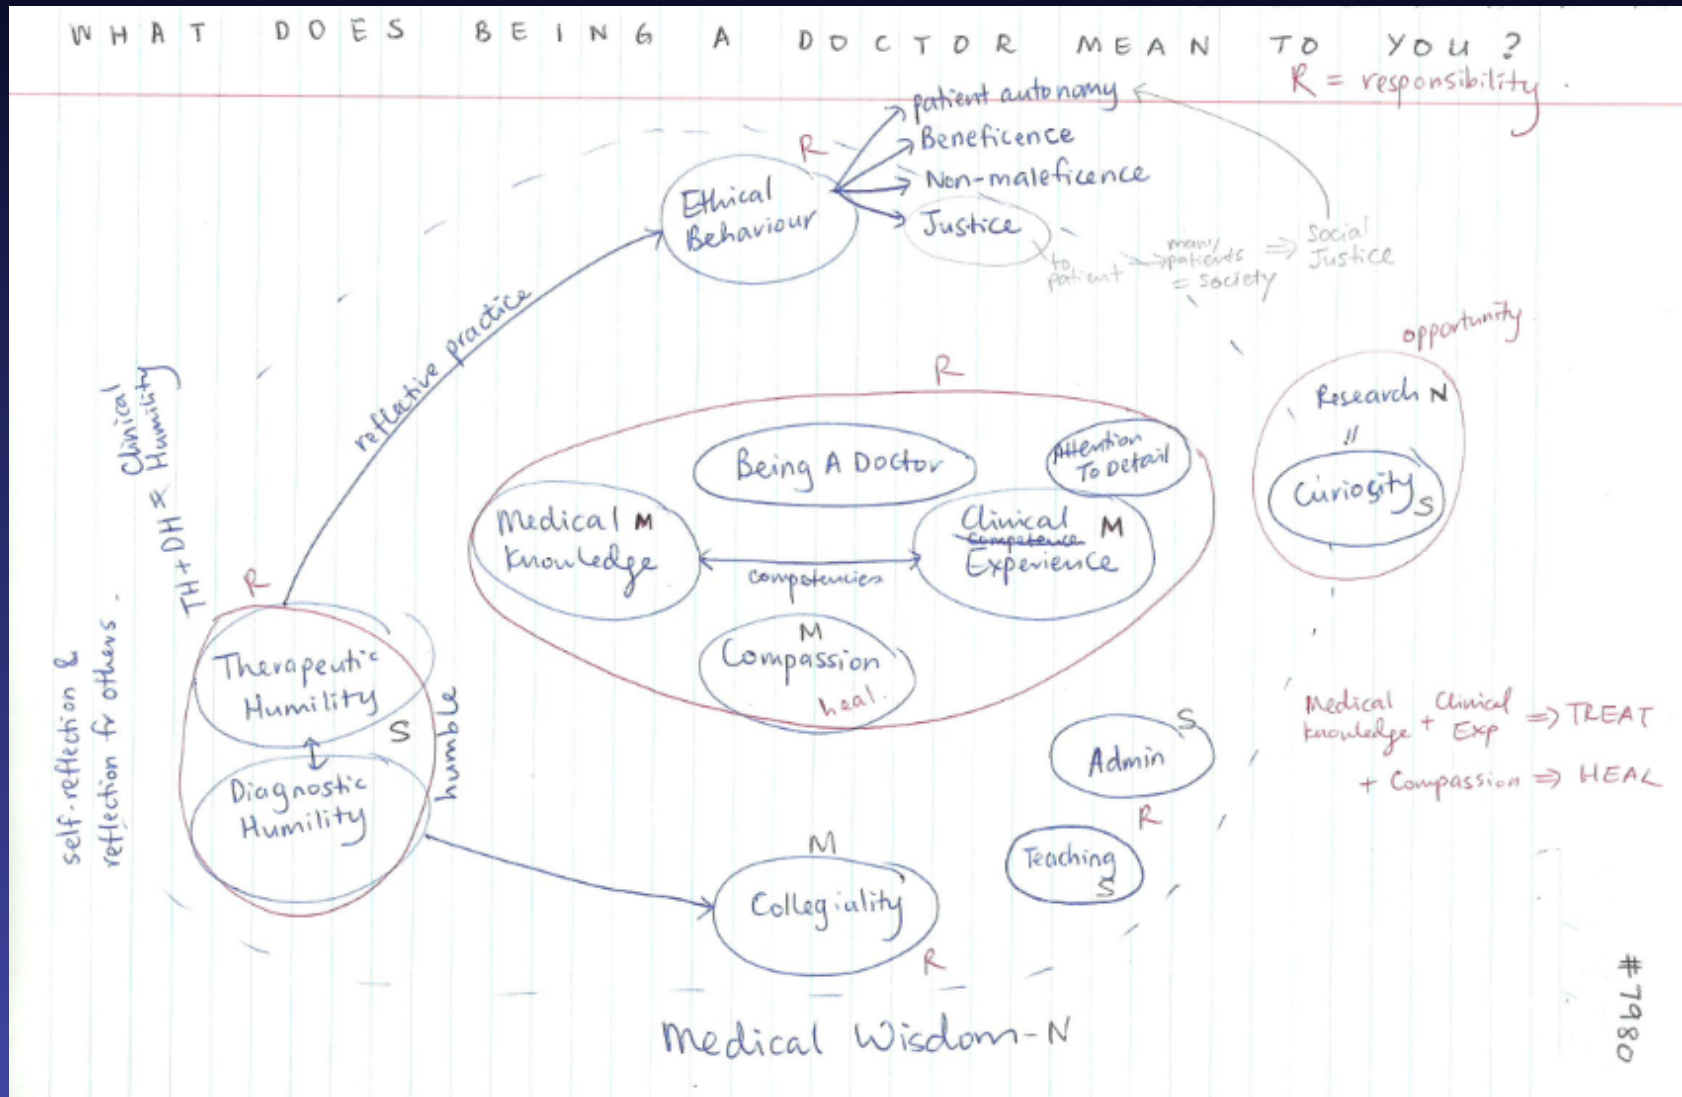 WHAT DOES BEING A DOCTOR MEAN TO YOU?
R = responsibility.
patient autonomy
R
Beneficence
Ethical
Behaviour
Non-maleficence
Justice
to
patient
many
patients
= society
⇒
Social
Justice
reflective practice
opportunity
Research N
||
Curiosity
S
R
Being A Doctor
Attention
To Detail
Medical M
Knowledge
competencies
Clinical M
Competence
Experience
M
Compassion
heal.
Clinical
TH + DH = Humility
R
Therapeutic
Humility
S
Diagnostic
Humility
humble
self-reflection &
reflection fr others.
Medical Knowledge + Clinical Exp ⇒ TREAT
+ Compassion ⇒ HEAL
S
Admin
R
Teaching
S
M
Collegiality
R
Medical Wisdom - N
#7980